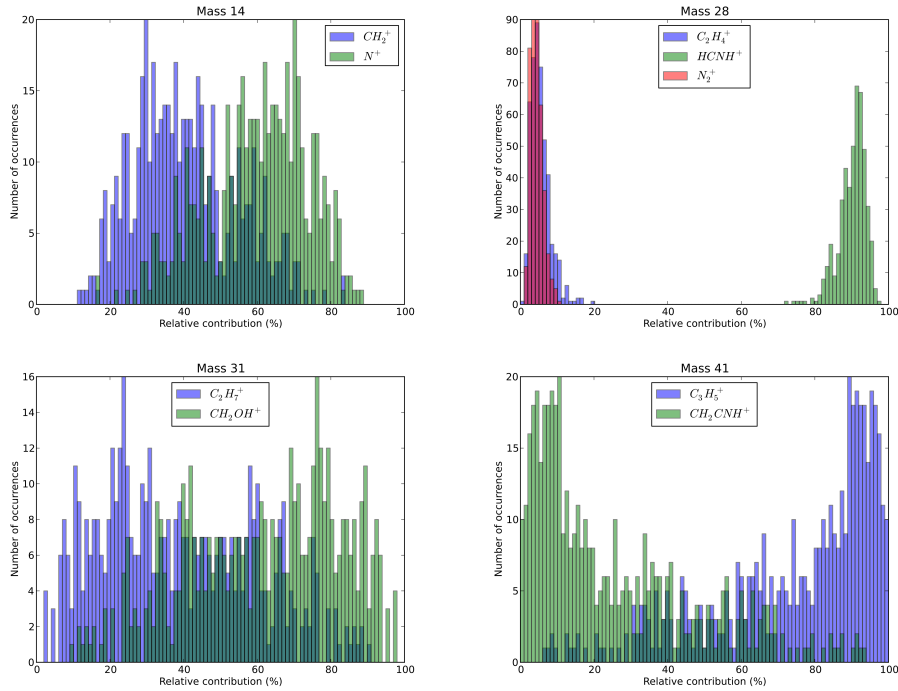 Mass 14
Number of occurrences
20
15
10
5
0
CH₂⁺
N⁺
0 20 40 60 80 100
Relative contribution (%)
Mass 28
Number of occurrences
90
80
70
60
50
40
30
20
10
0
C₂H₄⁺
HCNH⁺
N₂⁺
0 20 40 60 80 100
Relative contribution (%)
Mass 31
Number of occurrences
16
14
12
10
8
6
4
2
0
C₂H₇⁺
CH₂OH⁺
0 20 40 60 80 100
Relative contribution (%)
Mass 41
Number of occurrences
20
15
10
5
0
C₃H₅⁺
CH₂CNH⁺
0 20 40 60 80 100
Relative contribution (%)